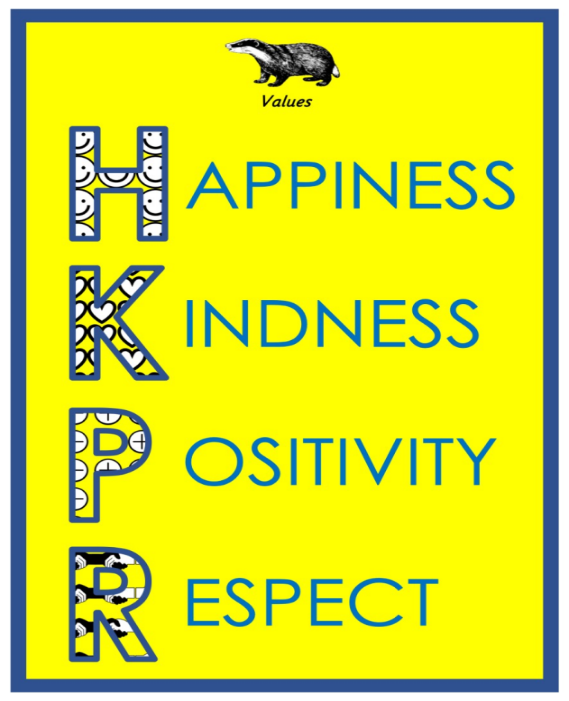 Values
HAPPINESS
KINDNESS
POSITIVITY
RESPECT